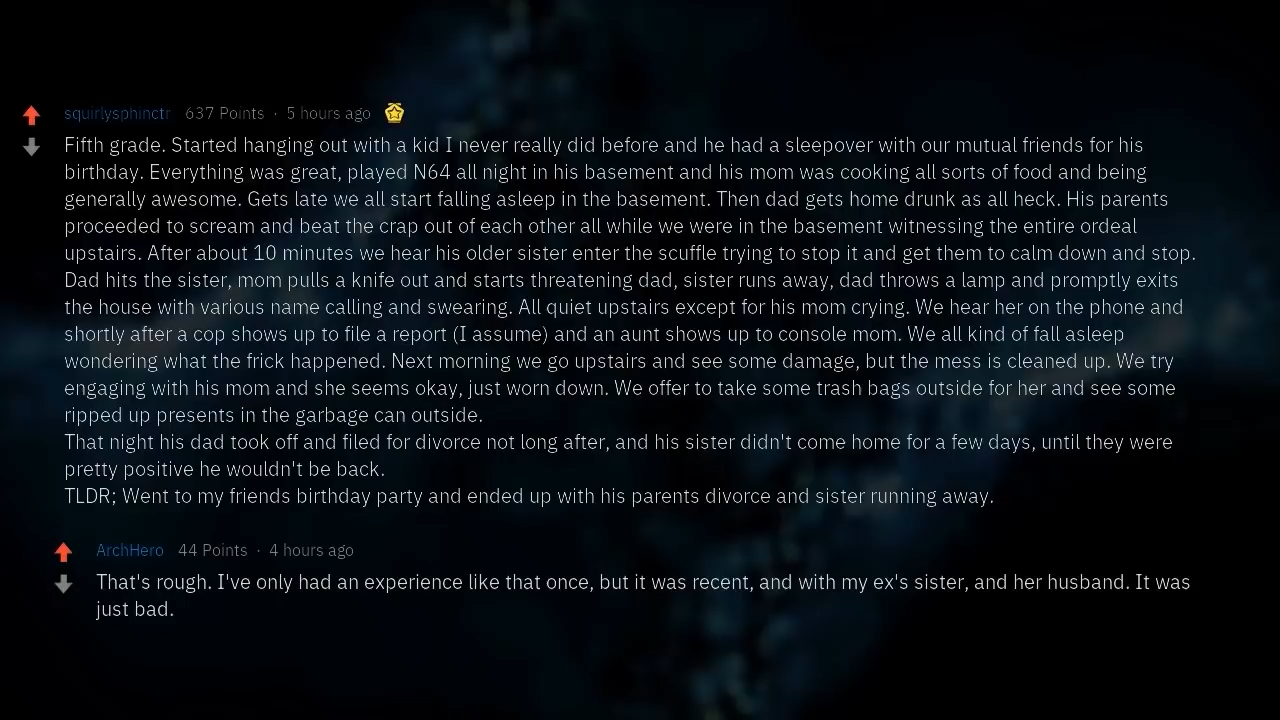 squirlysphinctr 637 Points · 5 hours ago
Fifth grade. Started hanging out with a kid I never really did before and he had a sleepover with our mutual friends for his
birthday. Everything was great, played N64 all night in his basement and his mom was cooking all sorts of food and being
generally awesome. Gets late we all start falling asleep in the basement. Then dad gets home drunk as all heck. His parents
proceeded to scream and beat the crap out of each other all while we were in the basement witnessing the entire ordeal
upstairs. After about 10 minutes we hear his older sister enter the scuffle trying to stop it and get them to calm down and stop.
Dad hits the sister, mom pulls a knife out and starts threatening dad, sister runs away, dad throws a lamp and promptly exits
the house with various name calling and swearing. All quiet upstairs except for his mom crying. We hear her on the phone and
shortly after a cop shows up to file a report (I assume) and an aunt shows up to console mom. We all kind of fall asleep
wondering what the frick happened. Next morning we go upstairs and see some damage, but the mess is cleaned up. We try
engaging with his mom and she seems okay, just worn down. We offer to take some trash bags outside for her and see some
ripped up presents in the garbage can outside.
That night his dad took off and filed for divorce not long after, and his sister didn't come home for a few days, until they were
pretty positive he wouldn't be back.
TLDR; Went to my friends birthday party and ended up with his parents divorce and sister running away.
ArchHero 44 Points · 4 hours ago
That's rough. I've only had an experience like that once, but it was recent, and with my ex's sister, and her husband. It was
just bad.